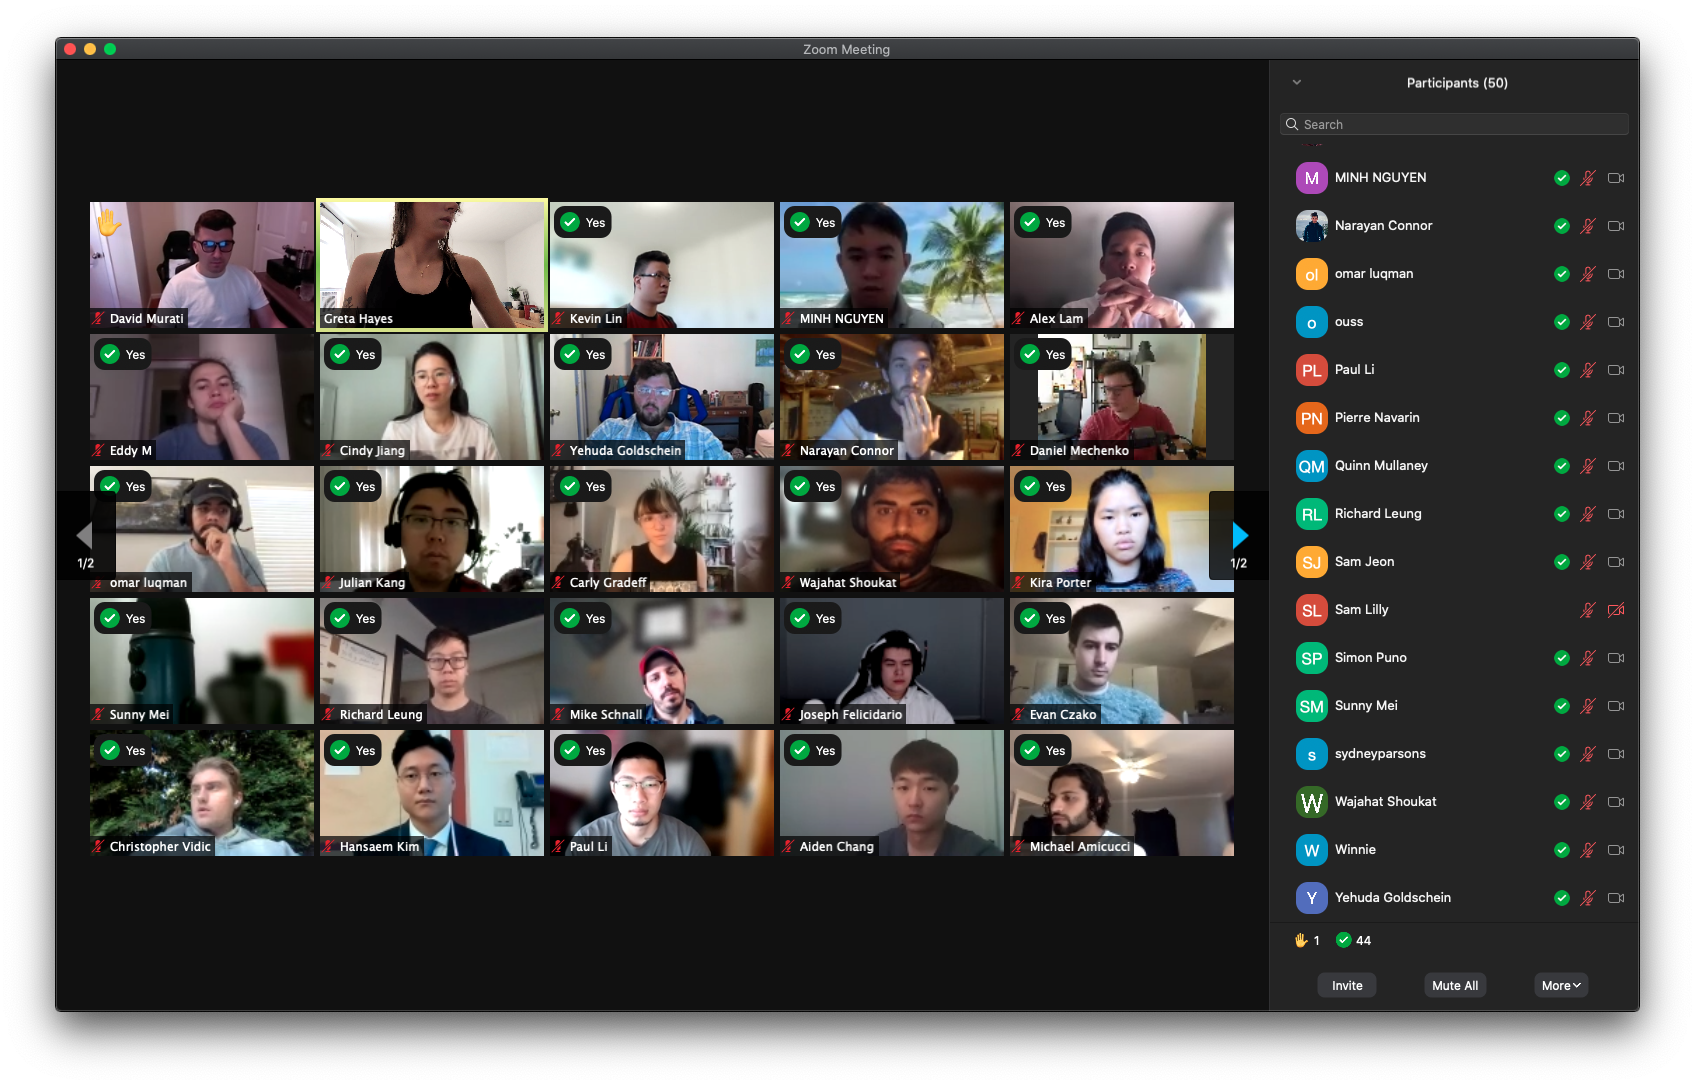 Zoom Meeting
David Murati
Greta Hayes
Yes
Kevin Lin
Yes
MINH NGUYEN
Yes
Alex Lam
Yes
Eddy M
Yes
Cindy Jiang
Yes
Yehuda Goldschein
Yes
Narayan Connor
Yes
Daniel Mechenko
Yes
omar luqman
Yes
Julian Kang
Yes
Carly Gradeff
Yes
Wajahat Shoukat
Yes
Kira Porter
1/2
1/2
Yes
Sunny Mei
Yes
Richard Leung
Yes
Mike Schnall
Yes
Joseph Felicidario
Yes
Evan Czako
Yes
Christopher Vidic
Yes
Hansaem Kim
Yes
Paul Li
Yes
Aiden Chang
Yes
Michael Amicucci
Participants (50)
Search
M MINH NGUYEN
Narayan Connor
ol omar luqman
o ouss
PL Paul Li
PN Pierre Navarin
QM Quinn Mullaney
RL Richard Leung
SJ Sam Jeon
SL Sam Lilly
SP Simon Puno
SM Sunny Mei
s sydneyparsons
W Wajahat Shoukat
W Winnie
Y Yehuda Goldschein
1 44
Invite Mute All More